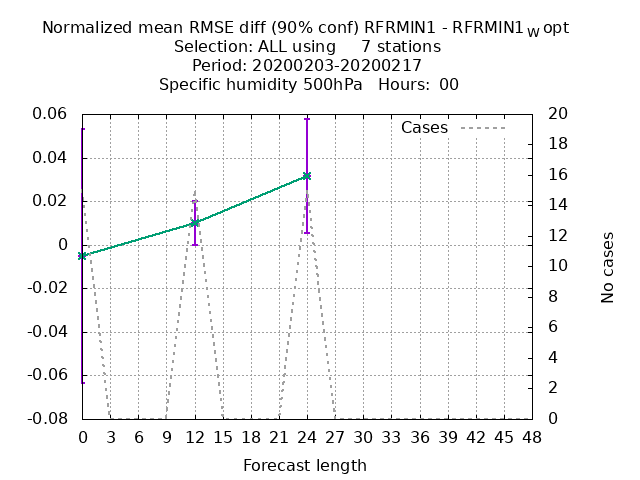 Normalized mean RMSE diff (90% conf) RFRMIN1 - RFRMIN1W opt
Selection: ALL using 7 stations
Period: 20200203-20200217
Specific humidity 500hPa Hours: 00
Cases
0.06
0.04
0.02
0
-0.02
-0.04
-0.06
-0.08
20
18
16
14
12
10
8
6
4
2
0
No cases
0 3 6 9 12 15 18 21 24 27 30 33 36 39 42 45 48
Forecast length